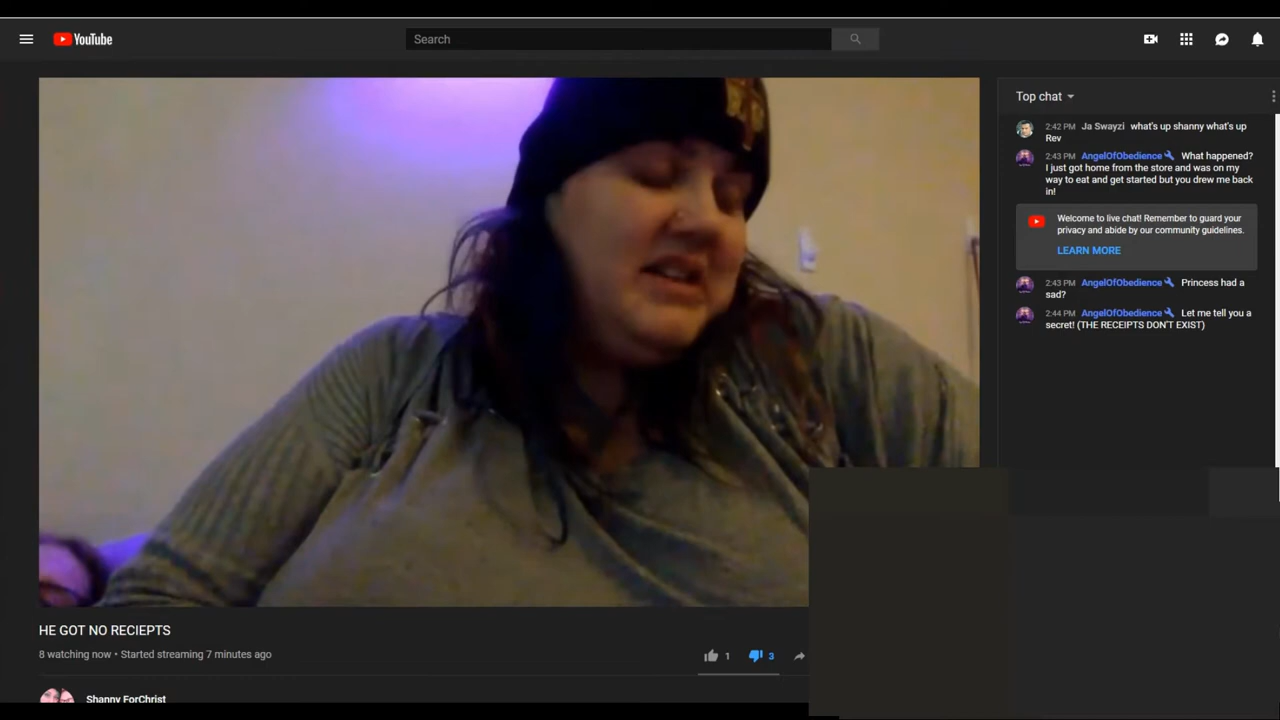 YouTube
Search
Top chat
2:42 PM Ja Swayzi what's up shanny what's up
Rev
2:43 PM AngelOfObedience What happened?
I just got home from the store and was on my
way to eat and get started but you drew me back
in!
Welcome to live chat! Remember to guard your
privacy and abide by our community guidelines.
LEARN MORE
2:43 PM AngelOfObedience Princess had a
sad?
2:44 PM AngelOfObedience Let me tell you a
secret! (THE RECEIPTS DON'T EXIST)
HE GOT NO RECIEPTS
8 watching now • Started streaming 7 minutes ago
1
3
Shanny ForChrist